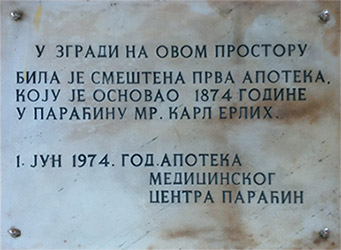 У ЗГРАДИ НА ОВОМ ПРОСТОРУ
БИЛА ЈЕ СМЕШТЕНА ПРВА АПОТЕКА,
КОЈУ ЈЕ ОСНОВАО 1874 ГОДИНЕ
У ПАРАЋИНУ МР. КАРЛ ЕРЛИХ.
1. ЈУН 1974. ГОД. АПОТЕКА
МЕДИЦИНСКОГ
ЦЕНТРА ПАРАЋИН